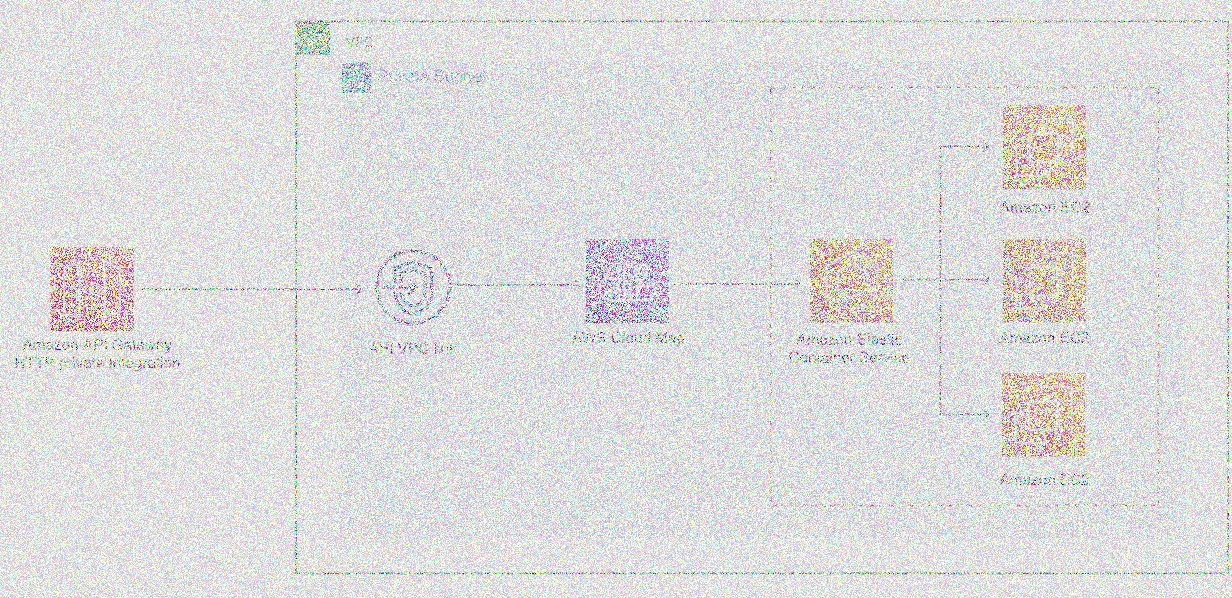 VPC
Private Subnet
Amazon EC2
Amazon API Gateway
HTTP private integration
API VPC link
AWS Cloud Map
Amazon Elastic
Container Service
Amazon EC2
Amazon EC2